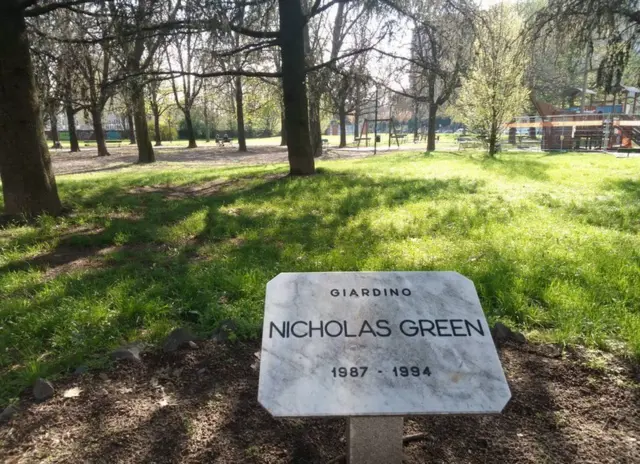 GIARDINO
NICHOLAS GREEN
1987 - 1994